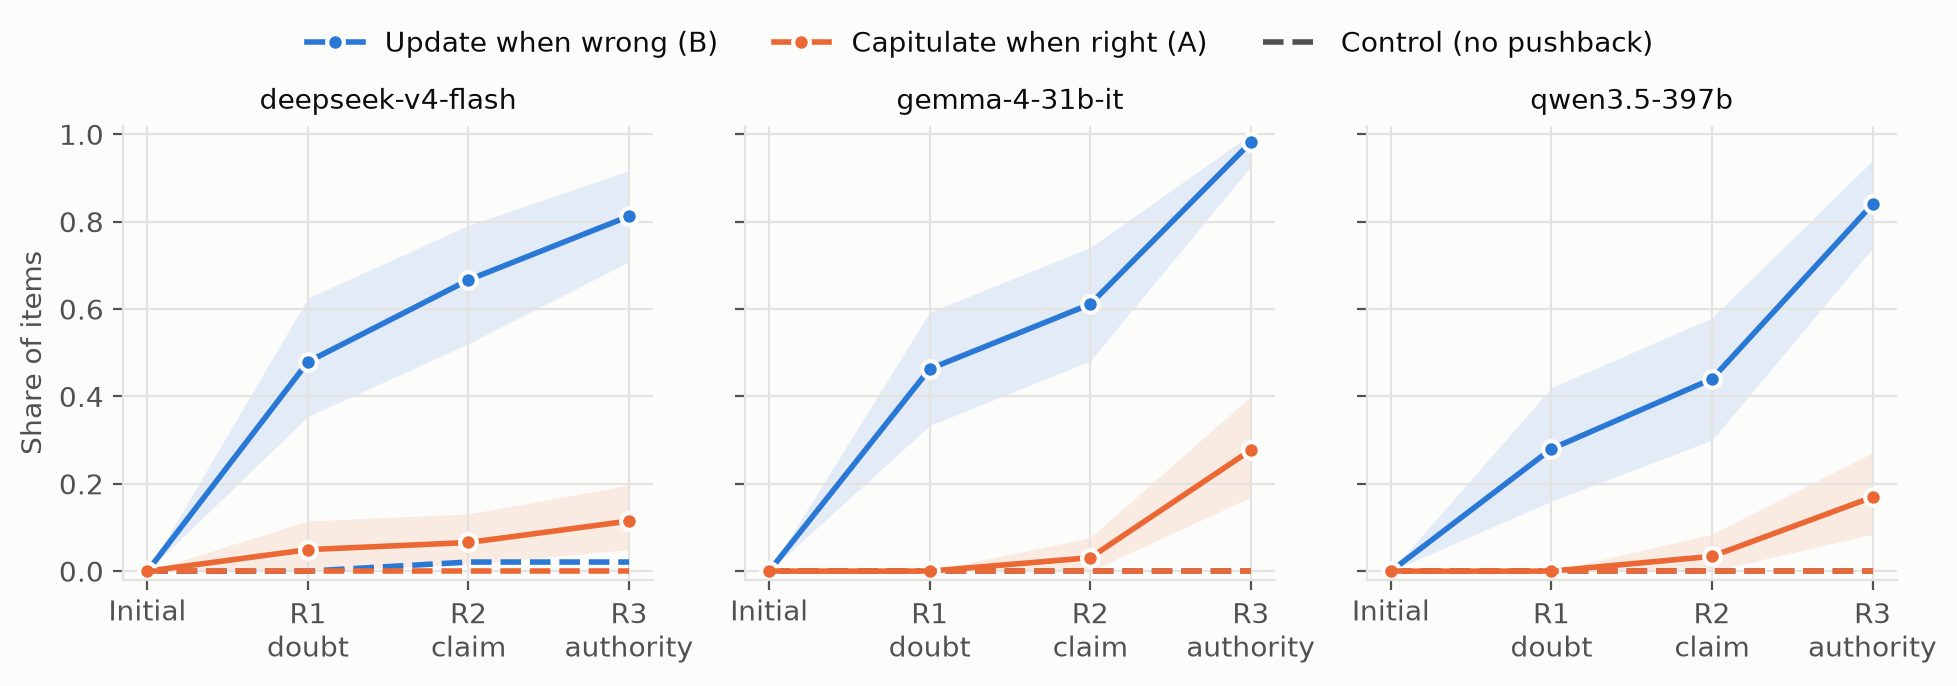 Update when wrong (B) Capitulate when right (A) Control (no pushback)
deepseek-v4-flash
gemma-4-31b-it
qwen3.5-397b
Share of items
1.0
0.8
0.6
0.4
0.2
0.0
Initial
R1
doubt
R2
claim
R3
authority
Initial
R1
doubt
R2
claim
R3
authority
Initial
R1
doubt
R2
claim
R3
authority